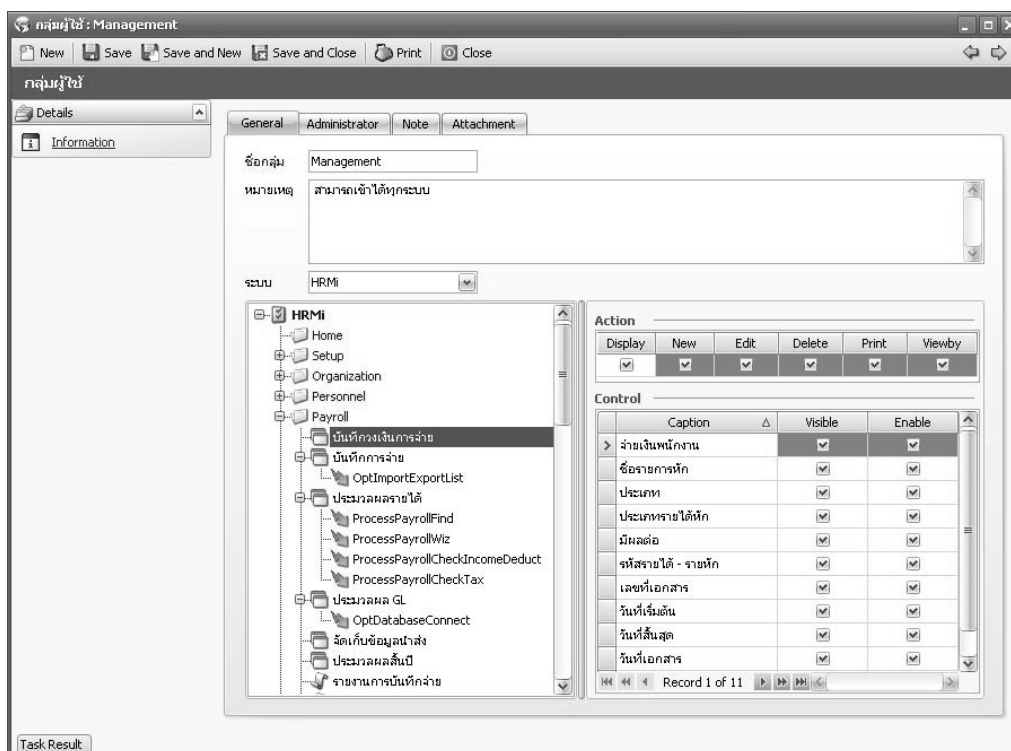 กลุ่มผู้ใช้ : Management
New Save Save and New Save and Close Print Close
กลุ่มผู้ใช้
Details
Information
General Administrator Note Attachment
ชื่อกลุ่ม Management
หมายเหตุ สามารถเข้าได้ทุกระบบ
ระบบ HRMi
HRMi
Home
Setup
Organization
Personnel
Payroll
บันทึกวงเงินการจ่าย
บันทึกการจ่าย
OptImportExportList
ประมวลผลรายได้
ProcessPayrollFind
ProcessPayrollWiz
ProcessPayrollCheckIncomeDeduct
ProcessPayrollCheckTax
ประมวลผล GL
OptDatabaseConnect
จัดเก็บข้อมูลนำส่ง
ประมวลผลสิ้นปี
รายงานการบันทึกจ่าย
Action
Display New Edit Delete Print Viewby
Control
Caption Visible Enable
จ่ายเงินพนักงาน
ชื่อรายการหัก
ประเภท
ประเภทรายได้หัก
มีผลต่อ
รหัสรายได้ - รายหัก
เลขที่เอกสาร
วันที่เริ่มต้น
วันที่สิ้นสุด
วันที่เอกสาร
Record 1 of 11
Task Result